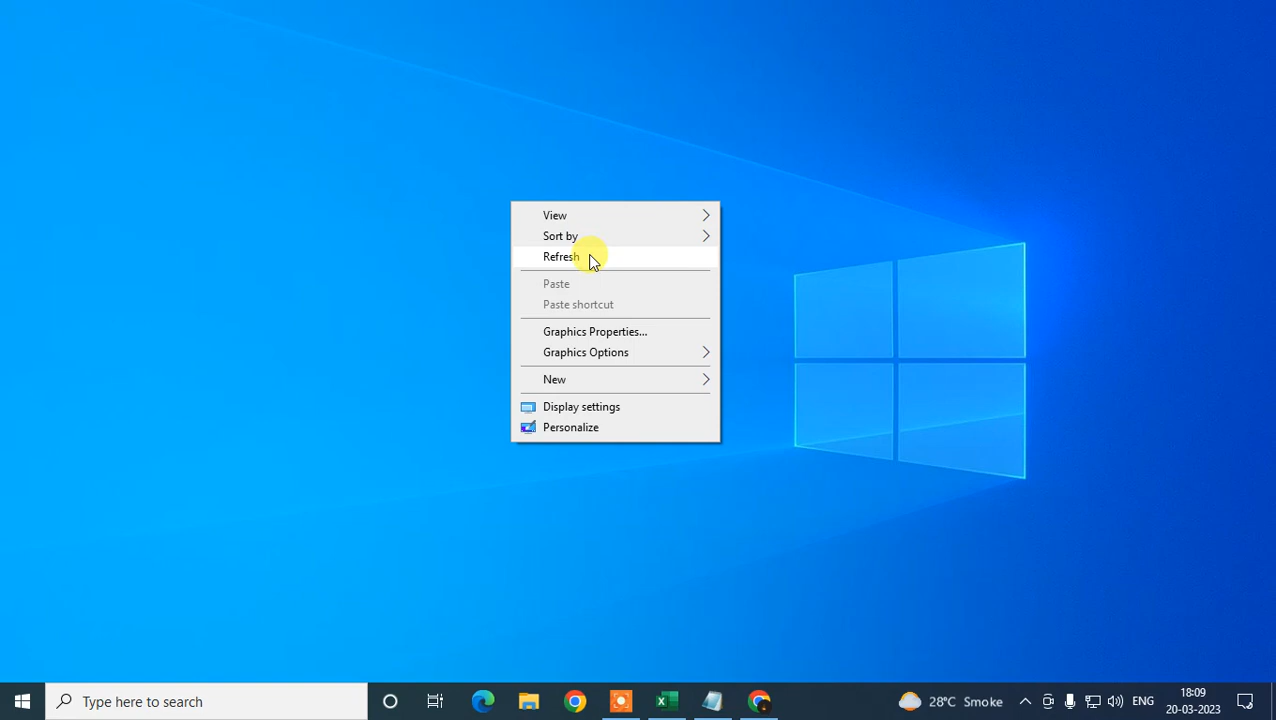 View
Sort by
Refresh
Paste
Paste shortcut
Graphics Properties...
Graphics Options
New
Display settings
Personalize
Type here to search
28°C Smoke
ENG
18:09
20-03-2023